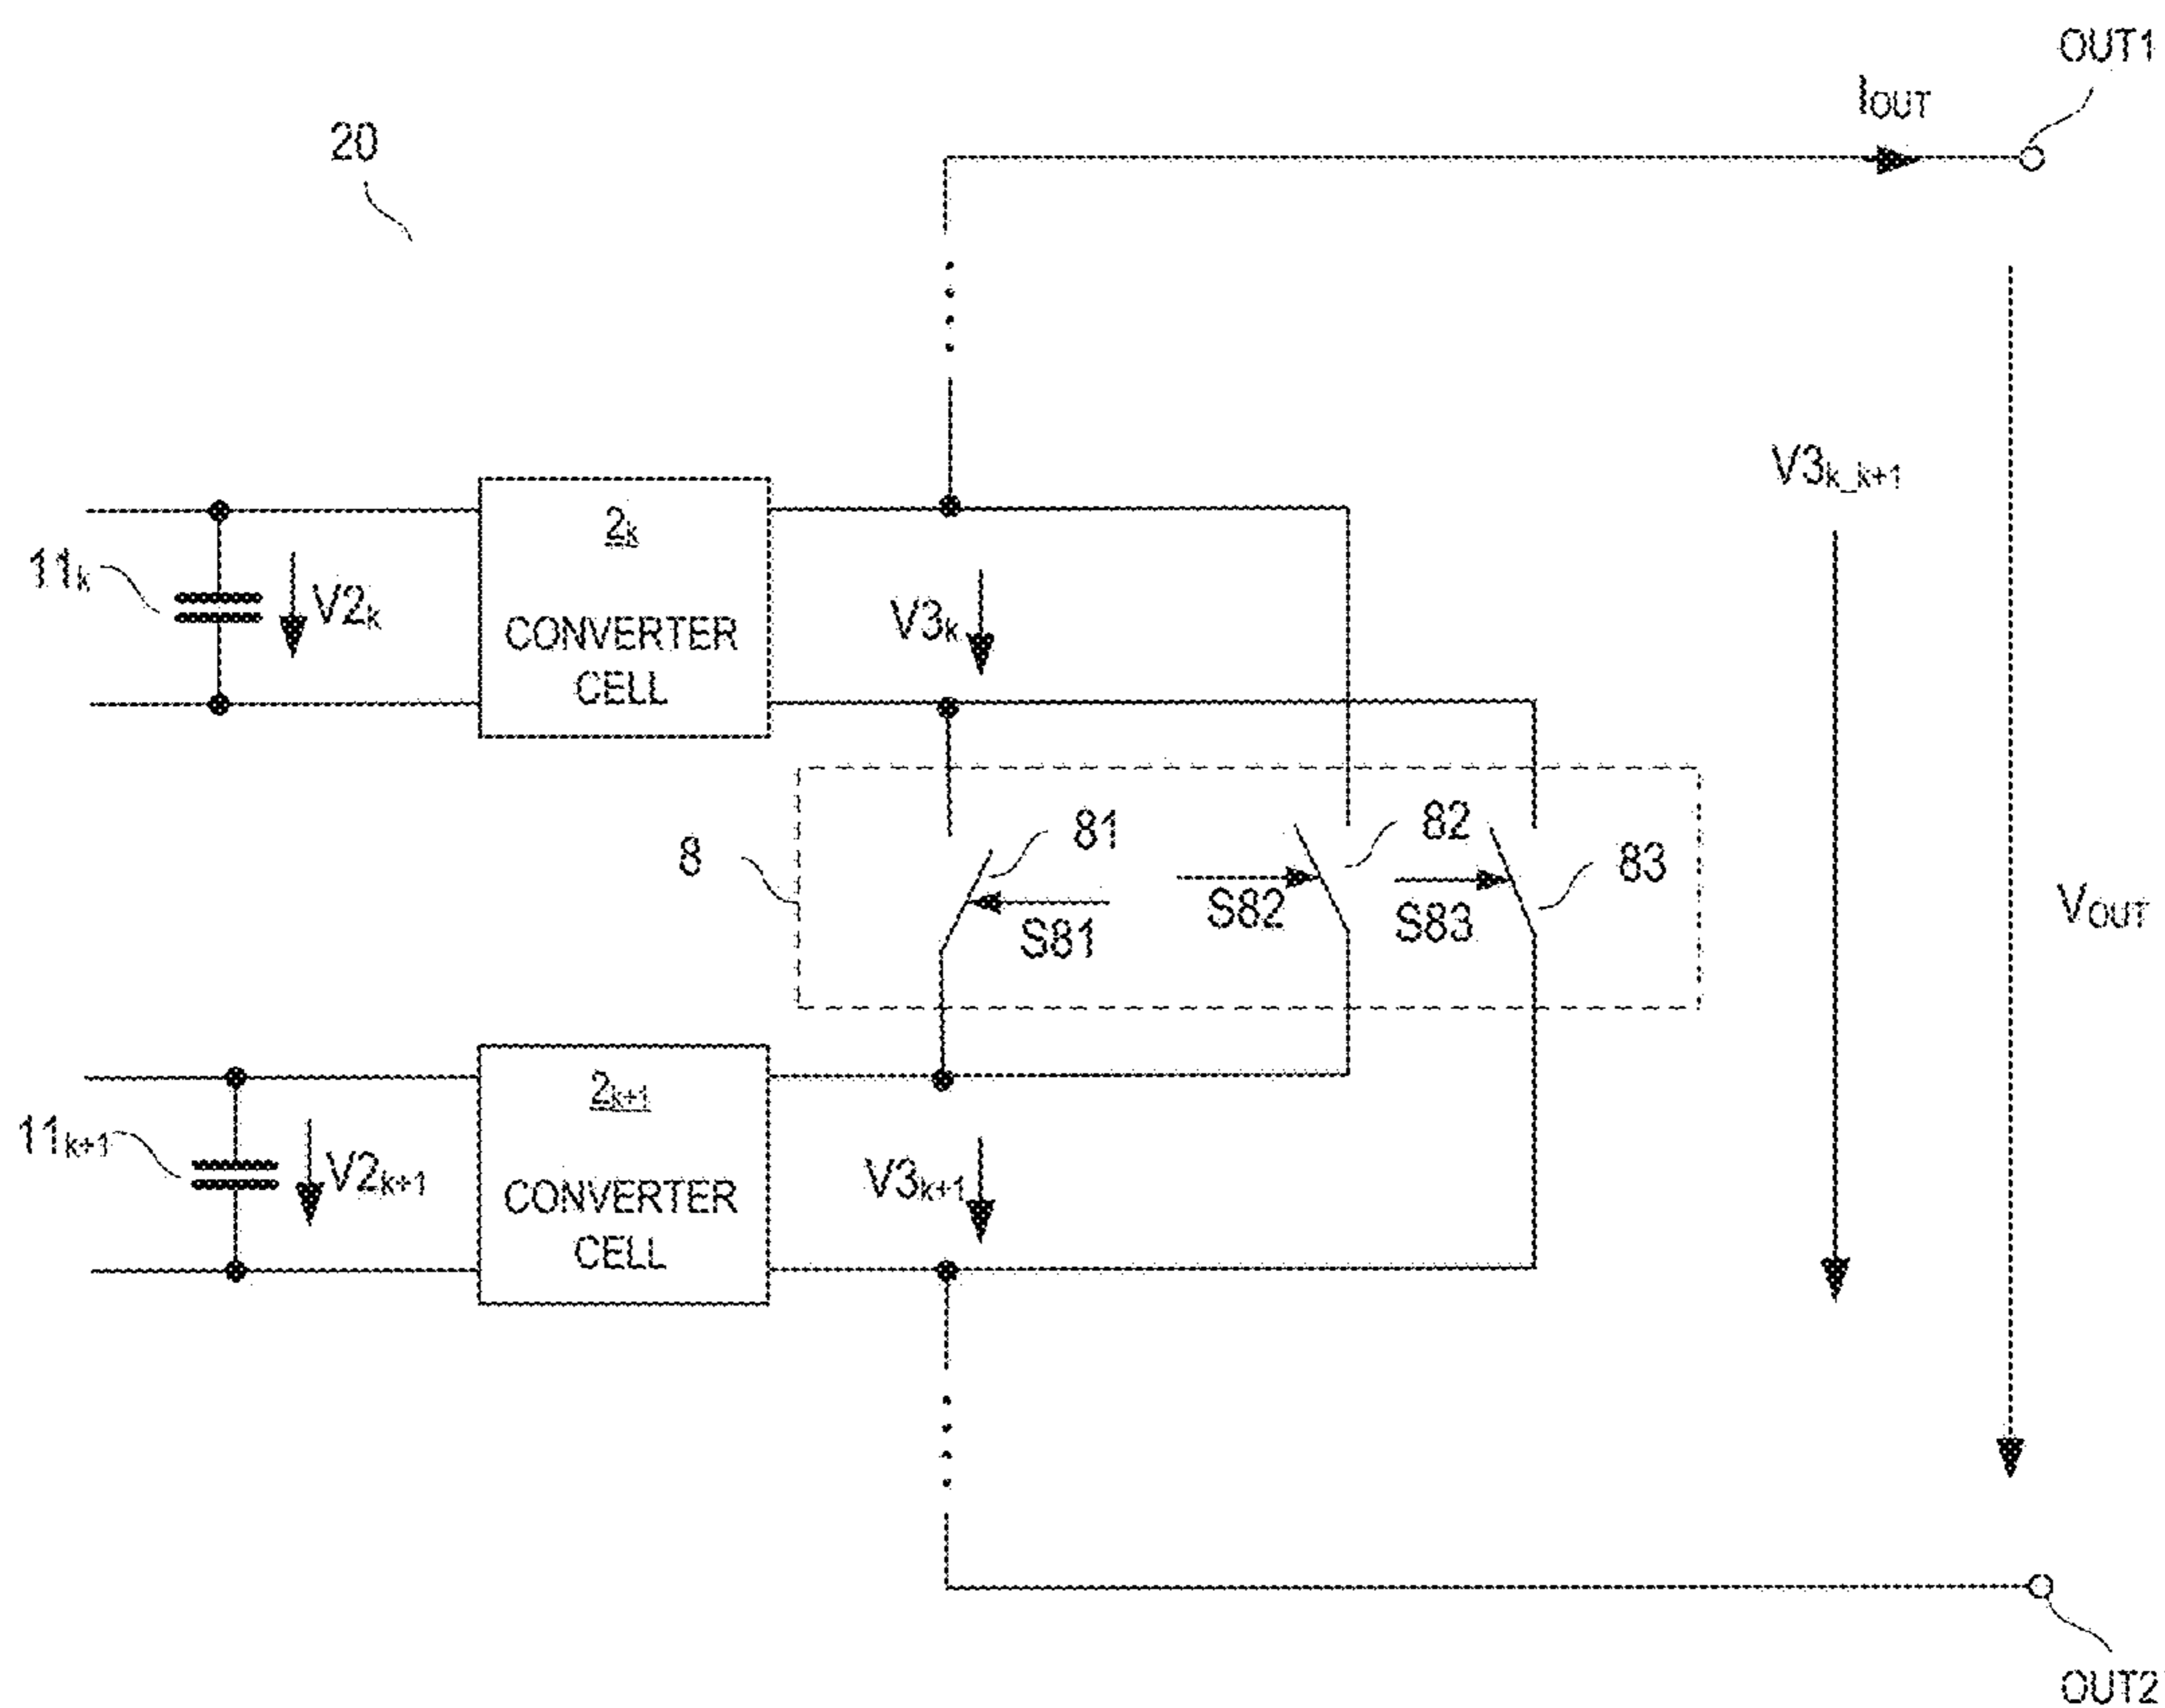 OUT1
IOUT
20
V3k_k+1
2k
11k
V2k
CONVERTER
CELL
V3k
8
81
82
83
S81
S82
S83
VOUT
2k+1
11k+1
V2k+1
CONVERTER
CELL
V3k+1
OUT2